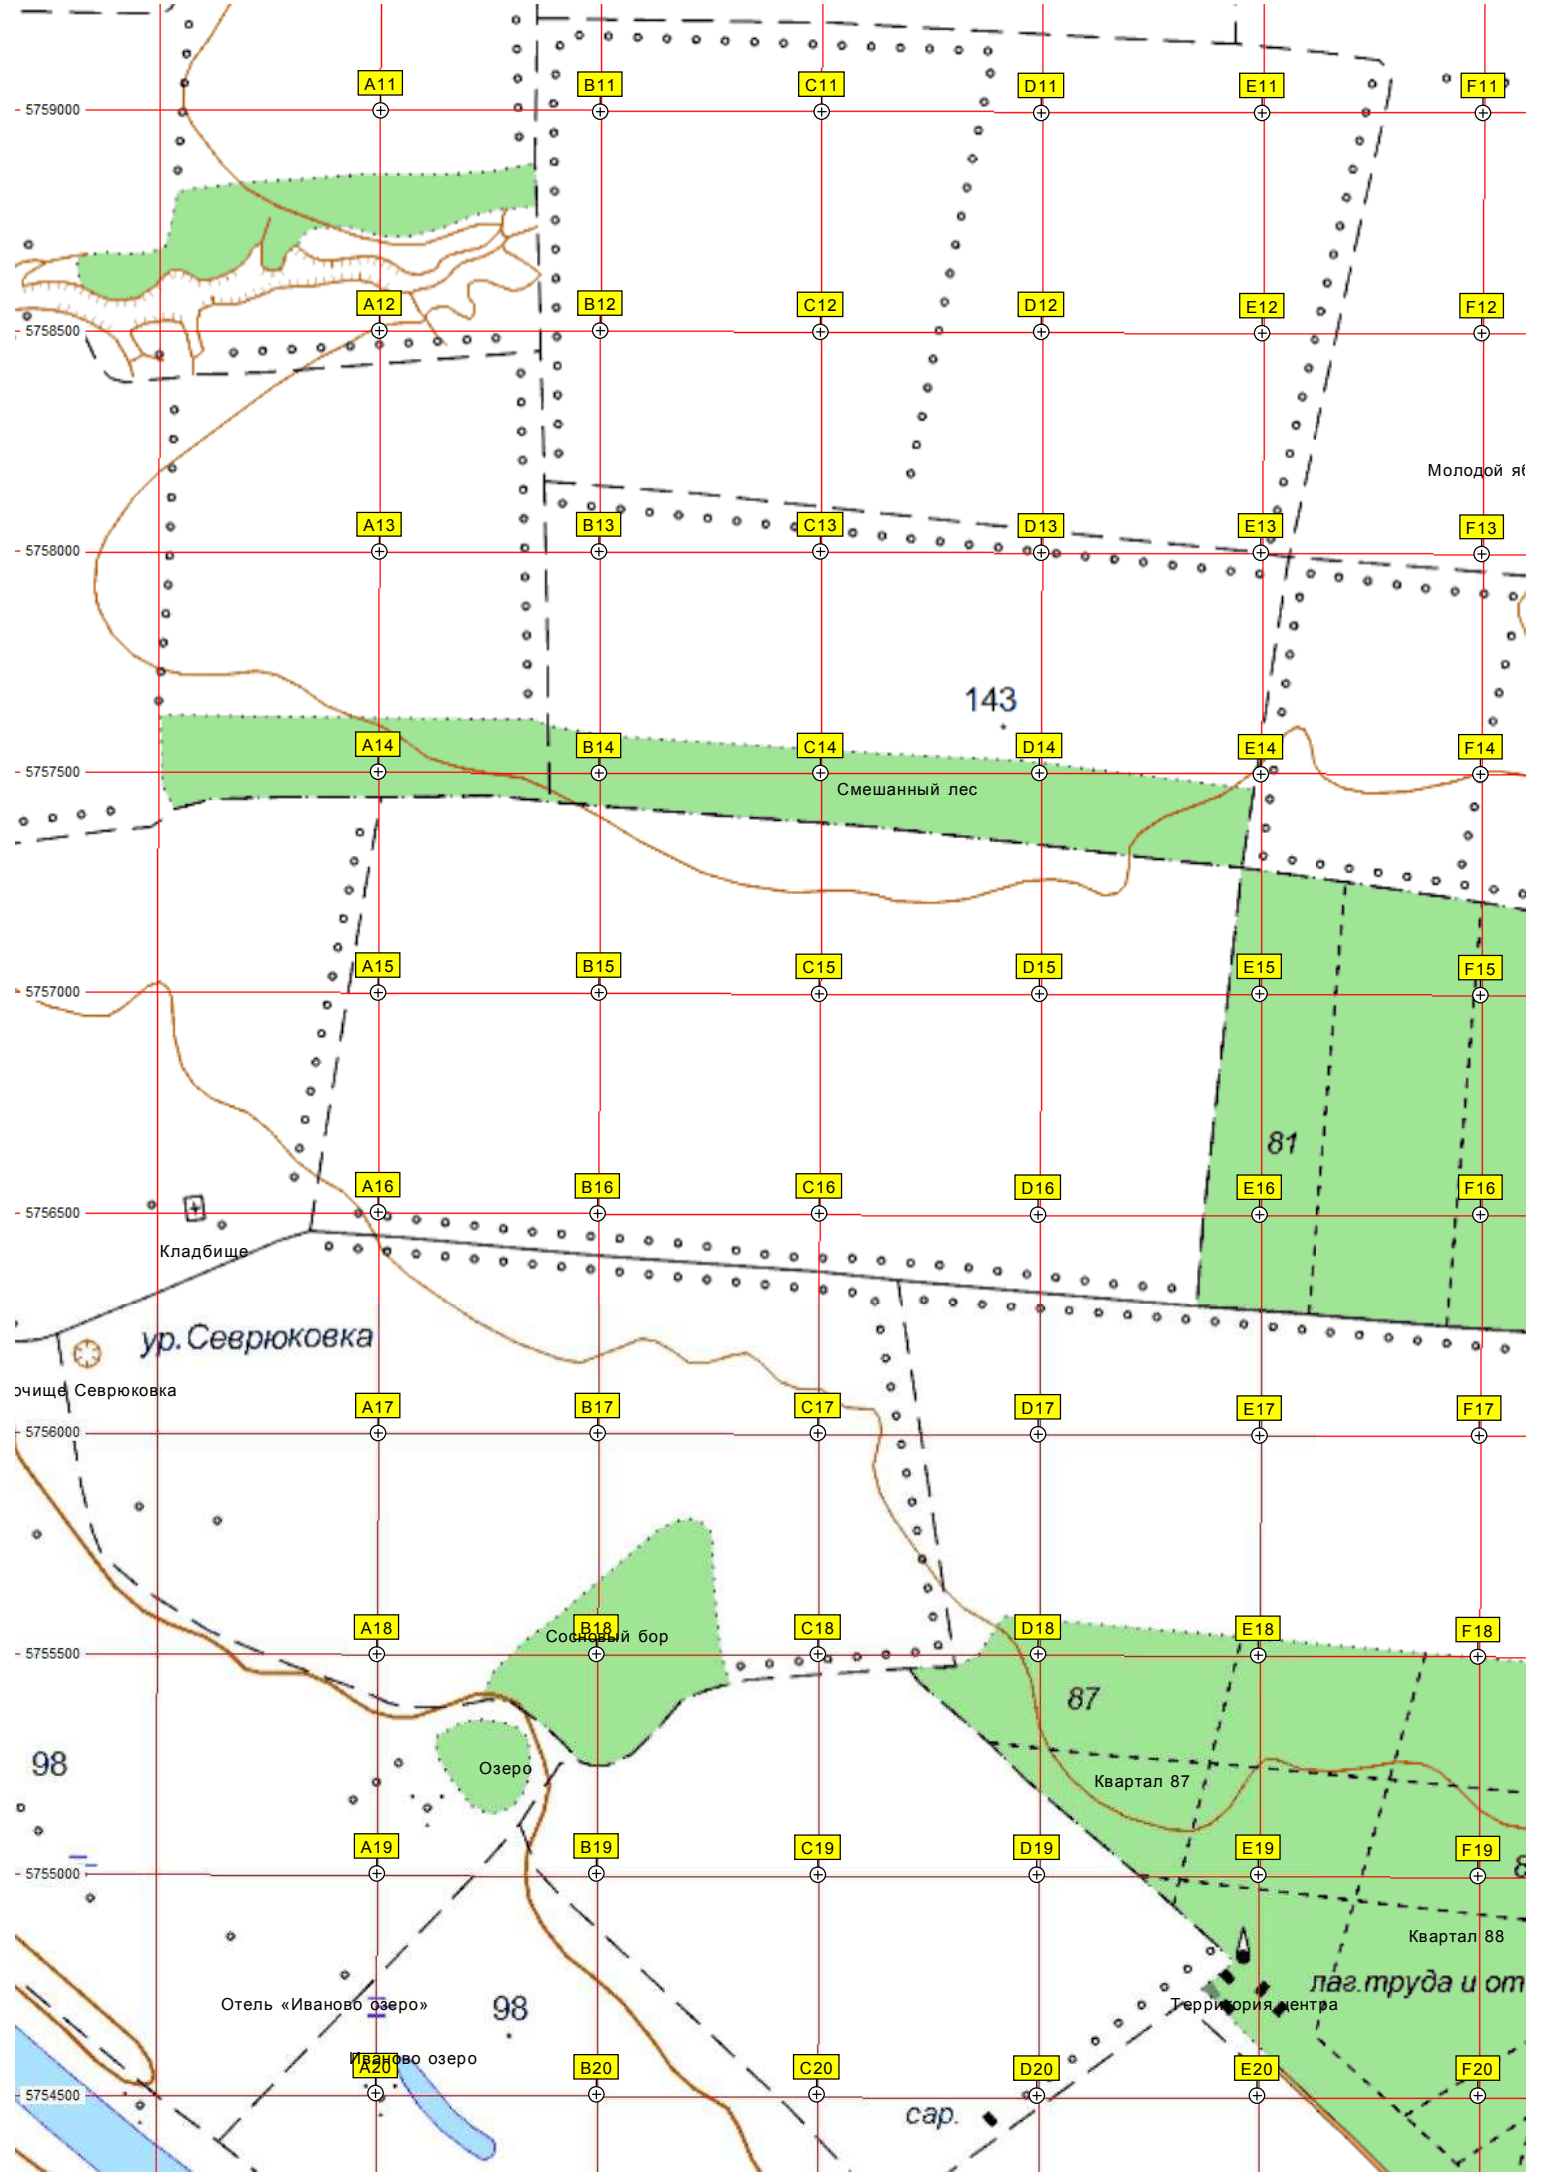 A11 B11 C11 D11 E11 F11
5759000
A12 B12 C12 D12 E12 F12
5758500
Молодой
A13 B13 C13 D13 E13 F13
5758000
143
A14 B14 C14 D14 E14 F14
5757500
Смешанный лес
A15 B15 C15 D15 E15 F15
5757000
81
A16 B16 C16 D16 E16 F16
5756500
Кладбище
ур. Севрюковка
Севрюковка
A17 B17 C17 D17 E17 F17
5756000
A18 B18 C18 D18 E18 F18
Сосновый бор
5755500
87
98
Озеро
Квартал 87
A19 B19 C19 D19 E19 F19
5755000
Квартал 88
лаг. труда и
Отель «Иваново озеро»
98
Территория центра
Иваново озеро
A20 B20 C20 D20 E20 F20
5754500
сар.